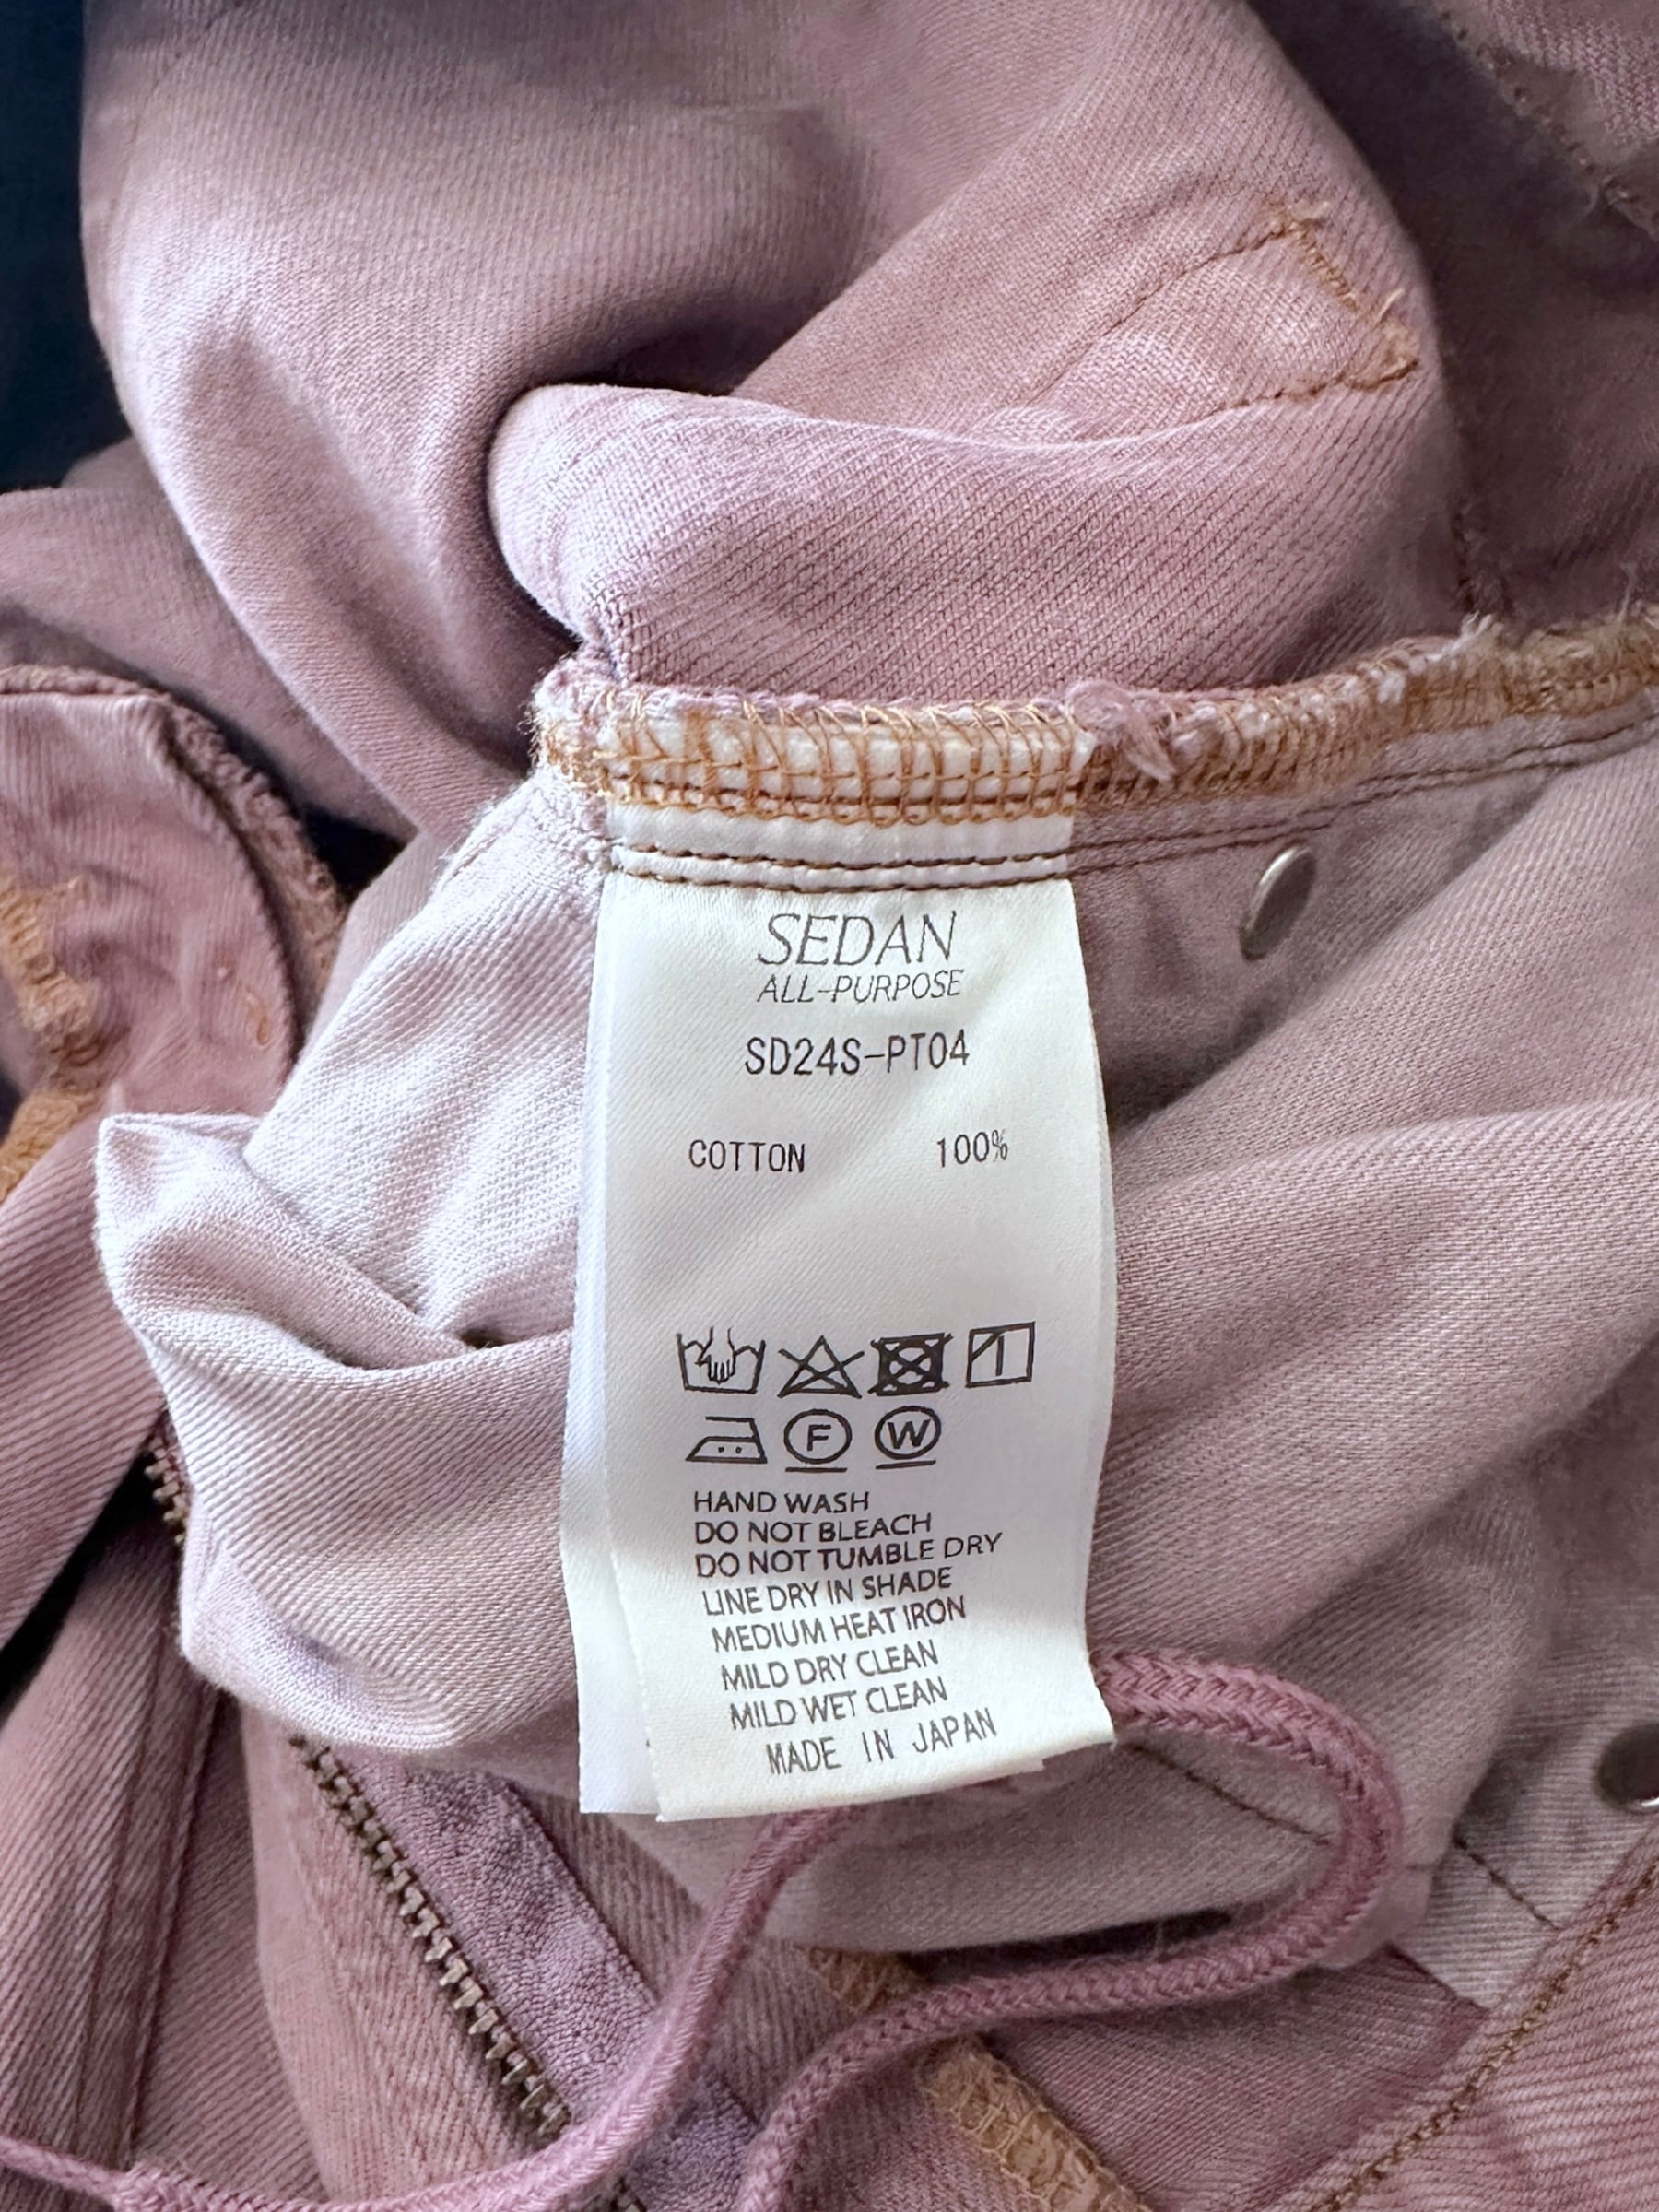 SEDAN
ALL-PURPOSE
SD24S-PT04
COTTON 100%
F W
HAND WASH
DO NOT BLEACH
DO NOT TUMBLE DRY
LINE DRY IN SHADE
MEDIUM HEAT IRON
MILD DRY CLEAN
MILD WET CLEAN
MADE IN JAPAN